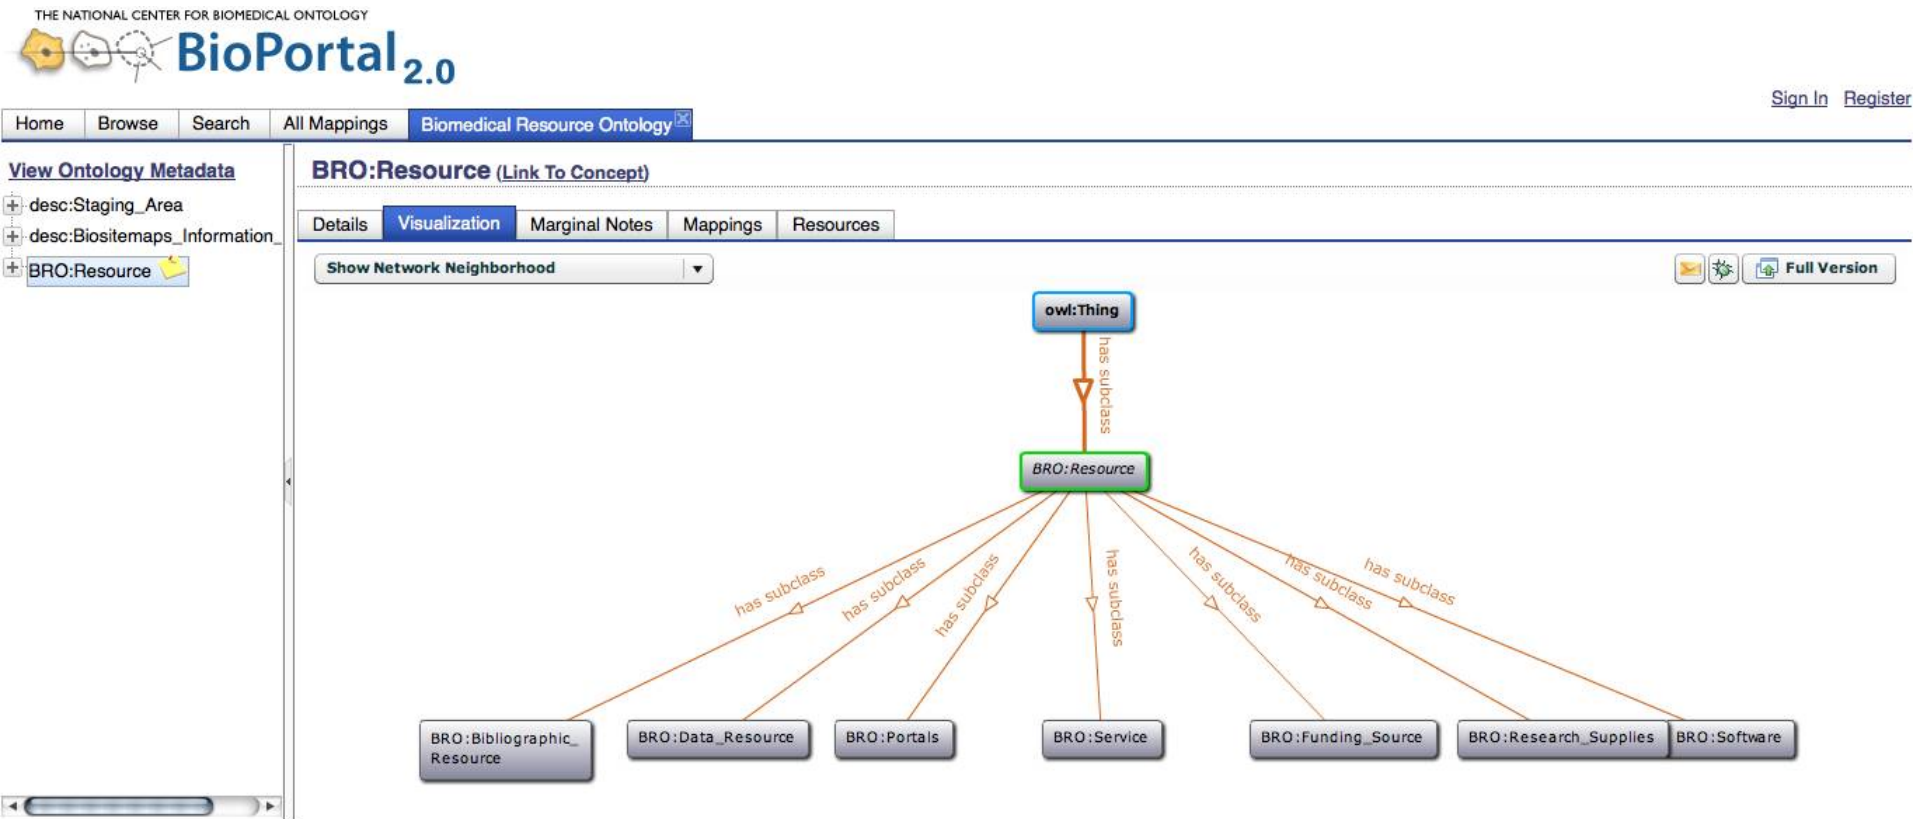 THE NATIONAL CENTER FOR BIOMEDICAL ONTOLOGY
BioPortal 2.0
Sign In Register
Home Browse Search All Mappings Biomedical Resource Ontology
View Ontology Metadata
desc:Staging_Area
desc:Biositemaps_Information_
BRO:Resource
BRO:Resource (Link To Concept)
Details Visualization Marginal Notes Mappings Resources
Show Network Neighborhood
Full Version
owl:Thing
has subclass
BRO:Resource
has subclass
has subclass
has subclass
has subclass
has subclass
has subclass
has subclass
BRO:Bibliographic_
Resource
BRO:Data_Resource
BRO:Portals
BRO:Service
BRO:Funding_Source
BRO:Research_Supplies
BRO:Software